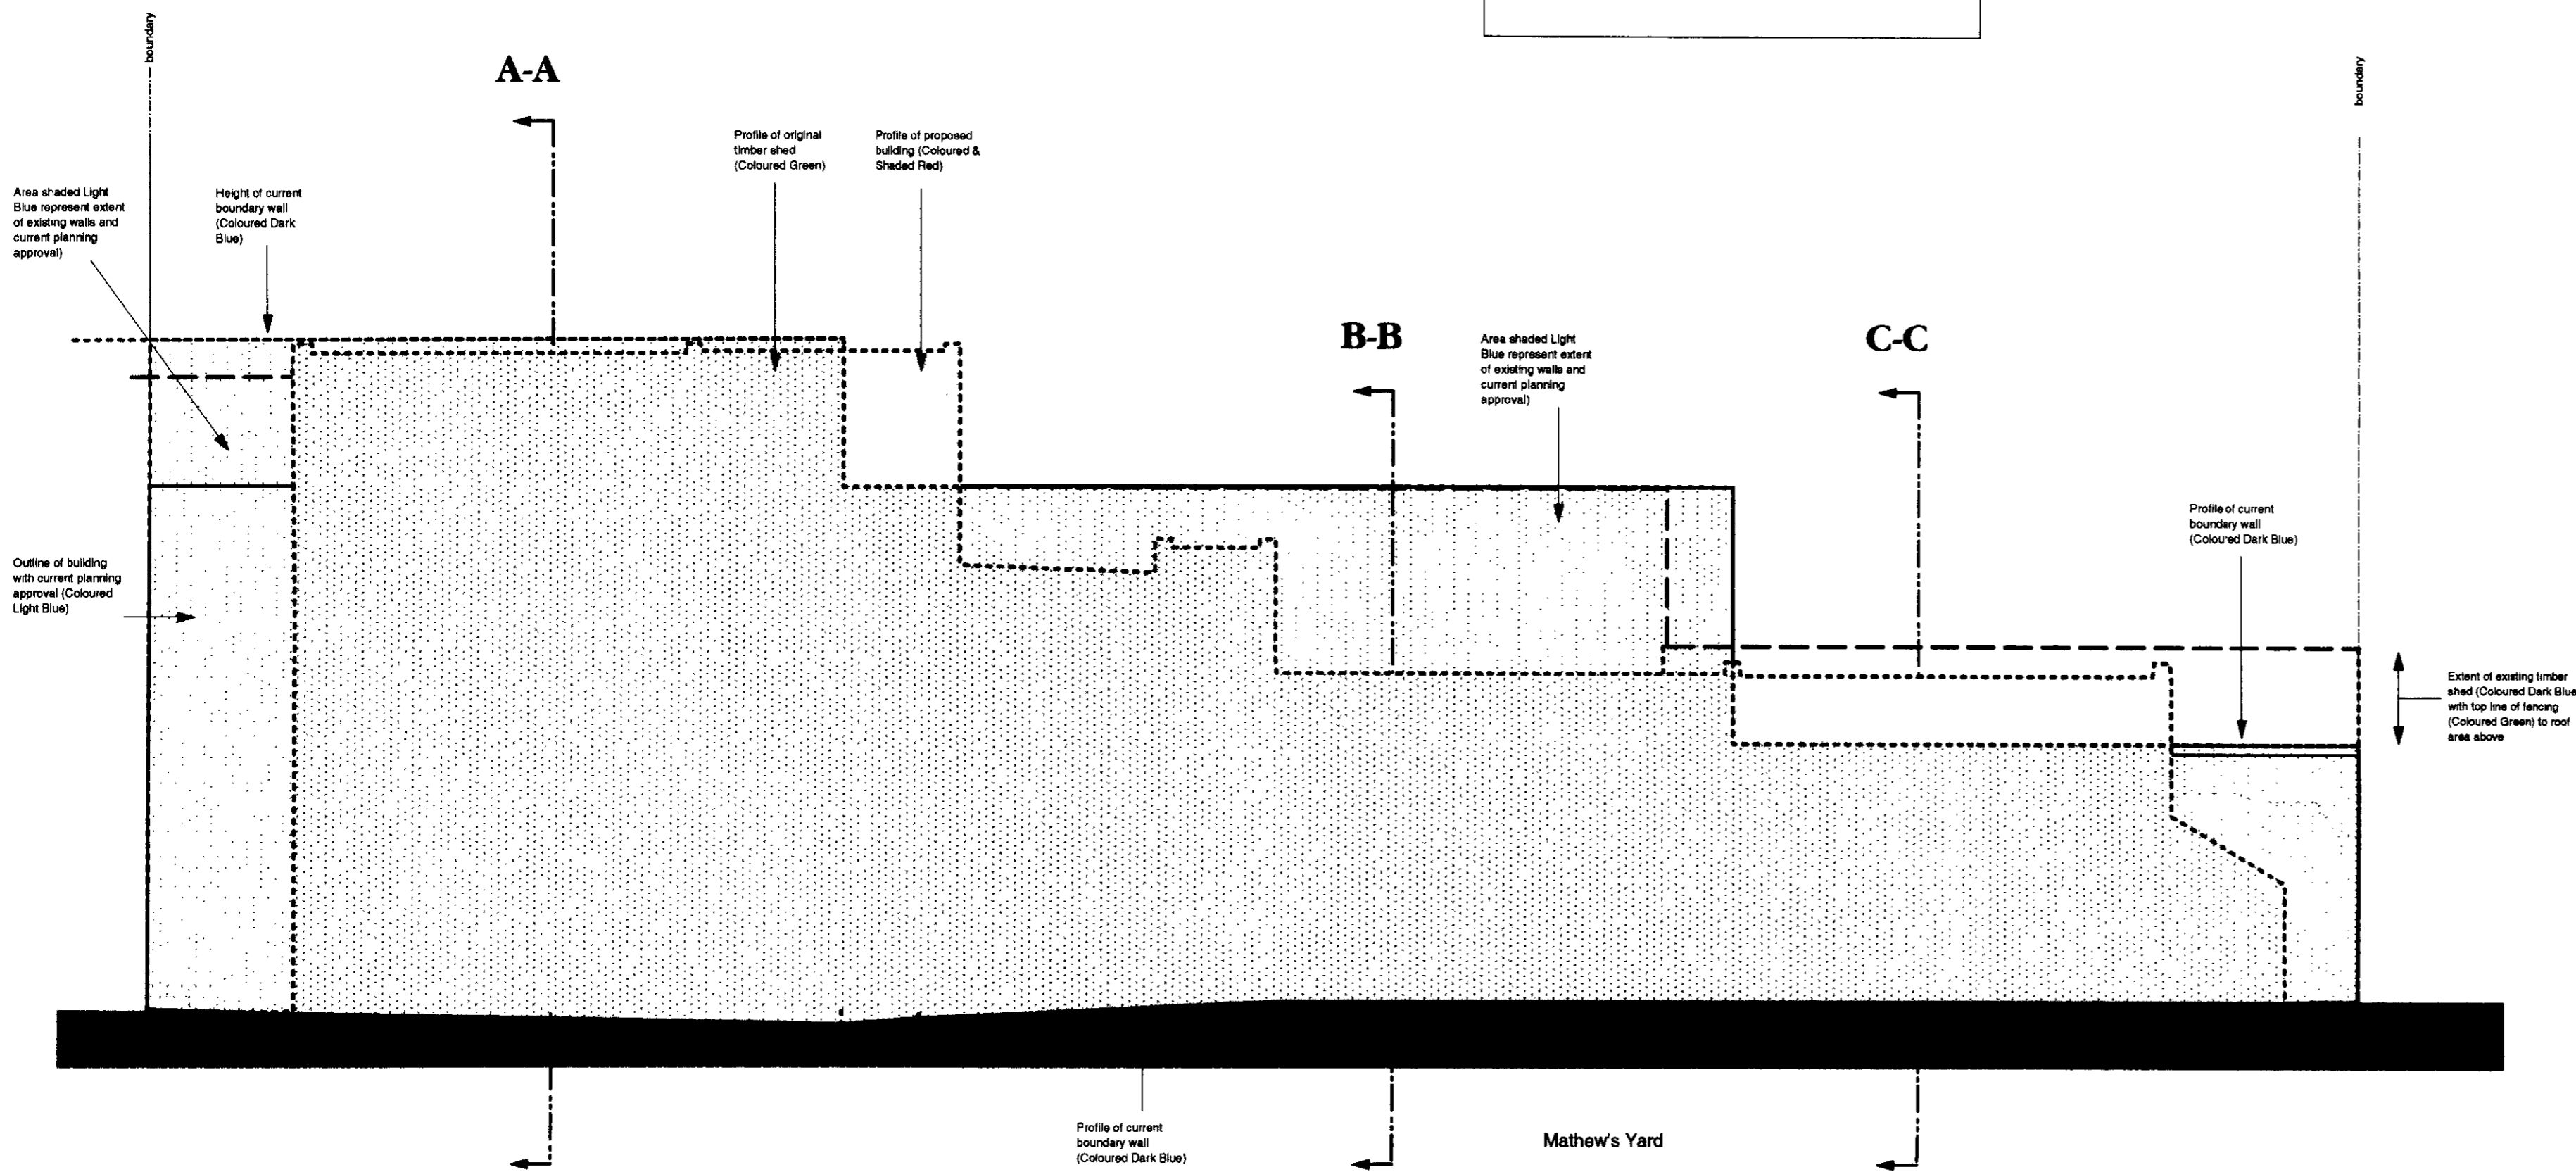 boundary
boundary
A-A
Profile of original
timber shed
(Coloured Green)
Profile of proposed
building (Coloured &
Shaded Red)
Area shaded Light
Blue represent extent
of existing walls and
current planning
approval)
Height of current
boundary wall
(Coloured Dark
Blue)
B-B
Area shaded Light
Blue represent extent
of existing walls and
current planning
approval)
C-C
Profile of current
boundary wall
(Coloured Dark Blue)
Outline of building
with current planning
approval (Coloured
Light Blue)
Extent of existing timber
shed (Coloured Dark Blue
with top line of fencing
(Coloured Green) to roof
area above
Profile of current
boundary wall
(Coloured Dark Blue)
Mathew's Yard